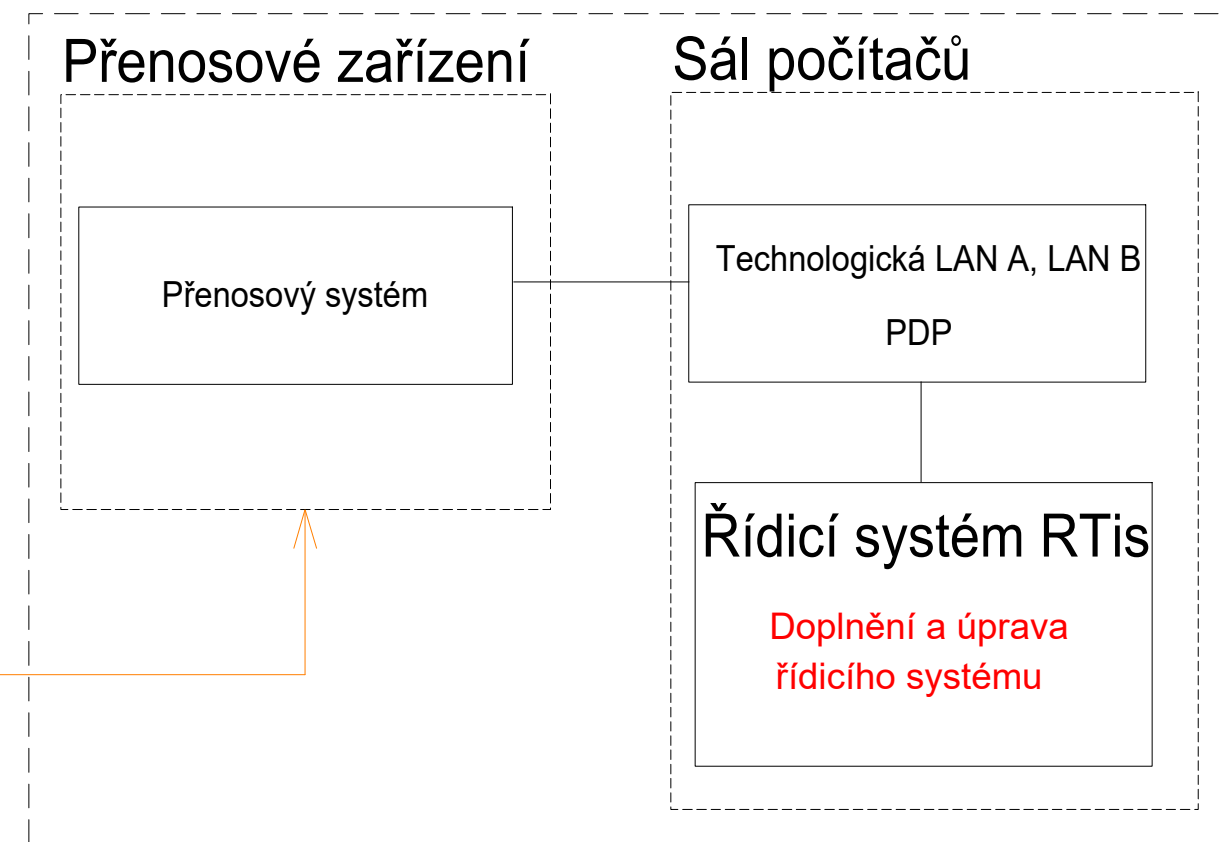 Přenosové zařízení
Sál počítačů
Přenosový systém
Technologická LAN A, LAN B
PDP
Řídicí systém RTis
Doplnění a úprava
řídicího systému